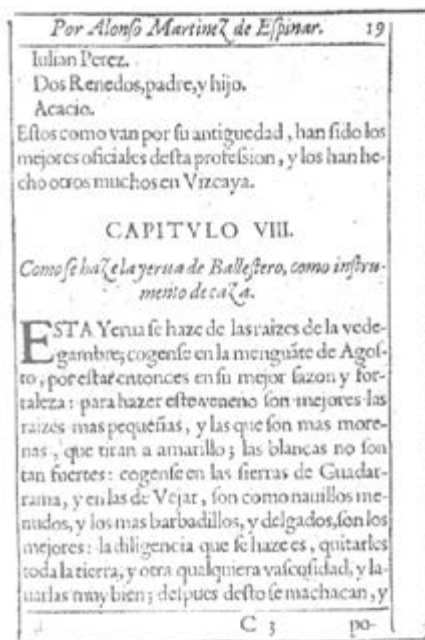 Por Alonſo Martinez de Eſpinar. 19
Iulian Perez.
Dos Renedos, padre, y hijo.
Acacio.
Eſtos como van por ſu antiguedad, han ſido los
mejores oficiales deſta profeſsion, y los han he-
cho otros muchos en Vizcaya.
CAPITVLO VIII.
Como ſe haze la yerua de Balleſtero, como inſtru-
mento de caza.
ESTA Yerua ſe haze de las raizes de la vede-
gambre; cogenſe en la menguãte de Agoſ-
to, por eſtar entonces en ſu mejor ſazon y for-
taleza: para hazer eſte veneno ſon mejores las
raizes mas pequeñas, y las que ſon mas more-
nas, que tiran a amarillo; las blancas no ſon
tan fuertes: cogenſe en las ſierras de Guadar-
rama, y en las de Vejar, ſon como nauillos me-
nudos, y los mas barbadillos, y delgados, ſon los
mejores: la diligencia que ſe haze es, quitarles
toda la tierra, y otra qualquiera vaſcoſidad, y la-
uarlas muy bien; deſpues deſto ſe machacan, y
C 3 po-